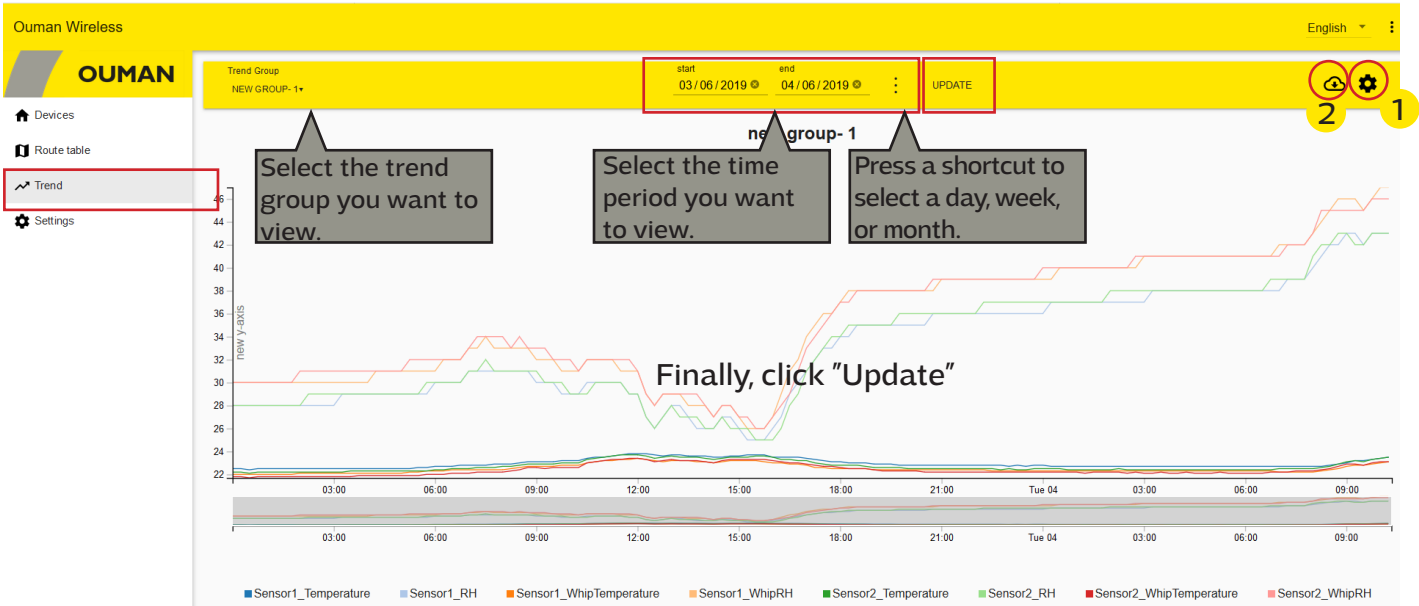 Ouman Wireless
English
OUMAN
Trend Group
NEW GROUP- 1
start
end
03/06/2019
04/06/2019
UPDATE
2
1
Devices
Route table
Trend
Settings
new group- 1
Select the trend
group you want to
view.
Select the time
period you want
to view.
Press a shortcut to
select a day, week,
or month.
46
44
42
40
38
36
34
32
30
28
26
24
22
new y-axis
Finally, click "Update"
03:00
06:00
09:00
12:00
15:00
18:00
21:00
Tue 04
03:00
06:00
09:00
03:00
06:00
09:00
12:00
15:00
18:00
21:00
Tue 04
03:00
06:00
09:00
Sensor1_Temperature
Sensor1_RH
Sensor1_WhipTemperature
Sensor1_WhipRH
Sensor2_Temperature
Sensor2_RH
Sensor2_WhipTemperature
Sensor2_WhipRH